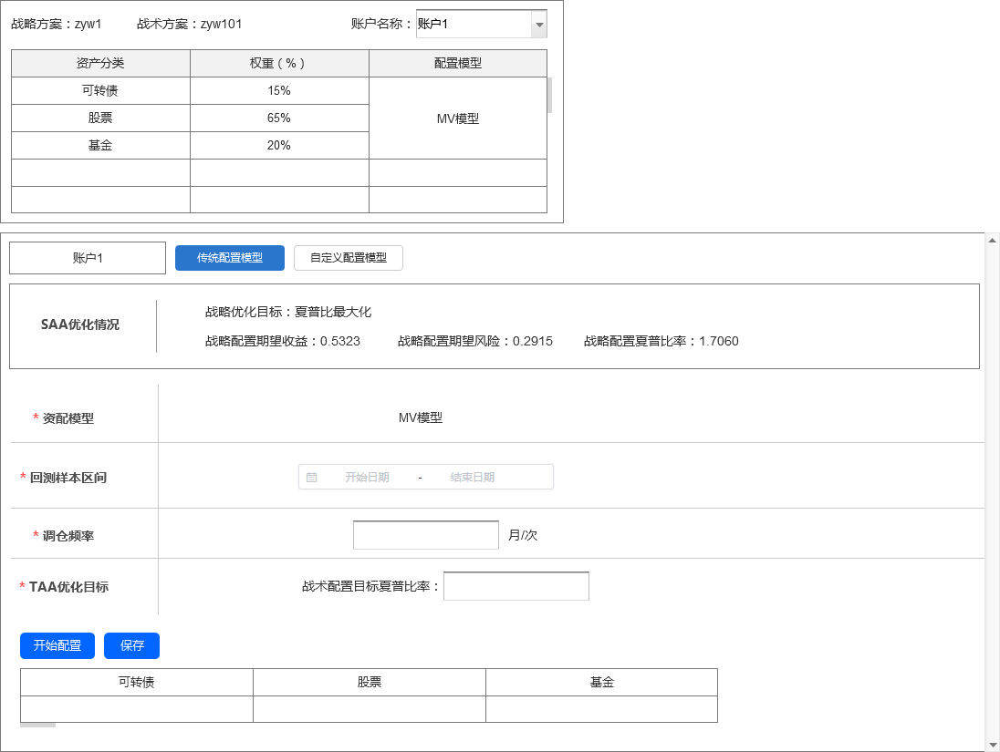 战略方案：zyw1 战术方案：zyw101 账户名称： 账户1
资产分类 权重（%） 配置模型
可转债 15%
股票 65% MV模型
基金 20%
账户1 传统配置模型 自定义配置模型
战略优化目标：夏普比最大化
SAA优化情况
战略配置期望收益：0.5323 战略配置期望风险：0.2915 战略配置夏普比率：1.7060
* 资配模型 MV模型
* 回测样本区间 开始日期 - 结束日期
* 调仓频率 月/次
* TAA优化目标 战术配置目标夏普比率：
开始配置 保存
可转债 股票 基金